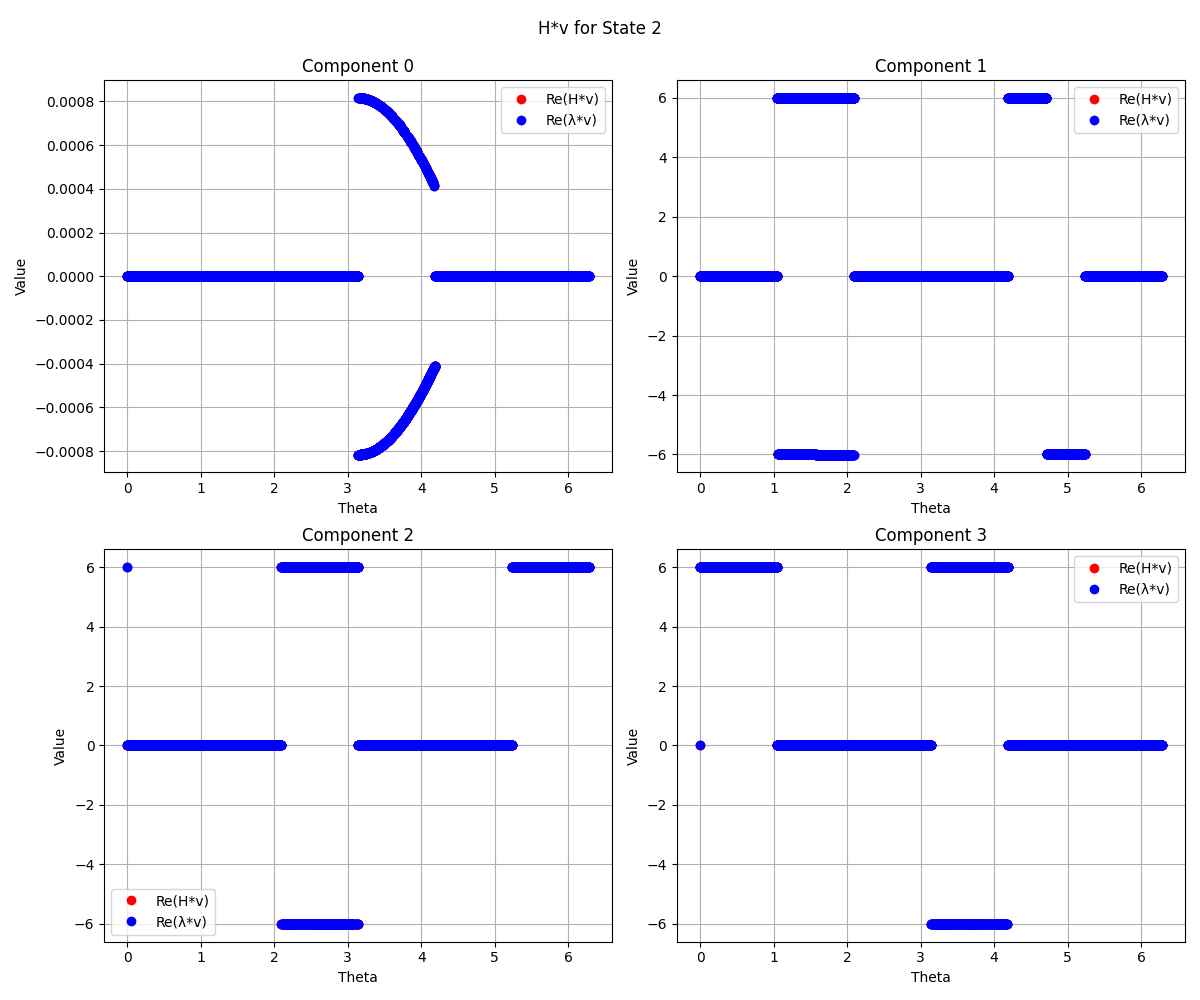 H*v for State 2
Component 0
0.0008
0.0006
0.0004
0.0002
0.0000
−0.0002
−0.0004
−0.0006
−0.0008
Value
0 1 2 3 4 5 6
Theta
Re(H*v)
Re(λ*v)
Component 1
6
4
2
0
−2
−4
−6
Value
0 1 2 3 4 5 6
Theta
Re(H*v)
Re(λ*v)
Component 2
6
4
2
0
−2
−4
−6
Value
0 1 2 3 4 5 6
Theta
Re(H*v)
Re(λ*v)
Component 3
6
4
2
0
−2
−4
−6
Value
0 1 2 3 4 5 6
Theta
Re(H*v)
Re(λ*v)